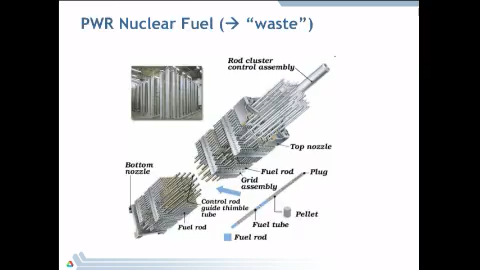 PWR Nuclear Fuel (→ “waste”)
Rod cluster
control assembly
Top nozzle
Bottom
nozzle
Fuel rod
Plug
Grid
assembly
Control rod
guide thimble
tube
Pellet
Fuel rod
Fuel tube
Fuel rod